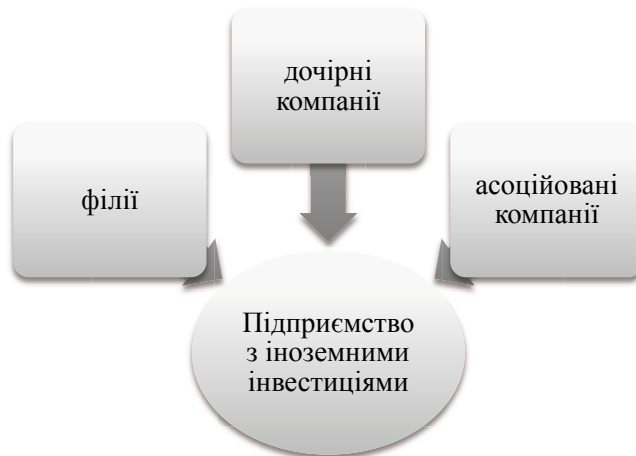 дочірні
компанії
філії
асоційовані
компанії
Підприємство
з іноземними
інвестиціями